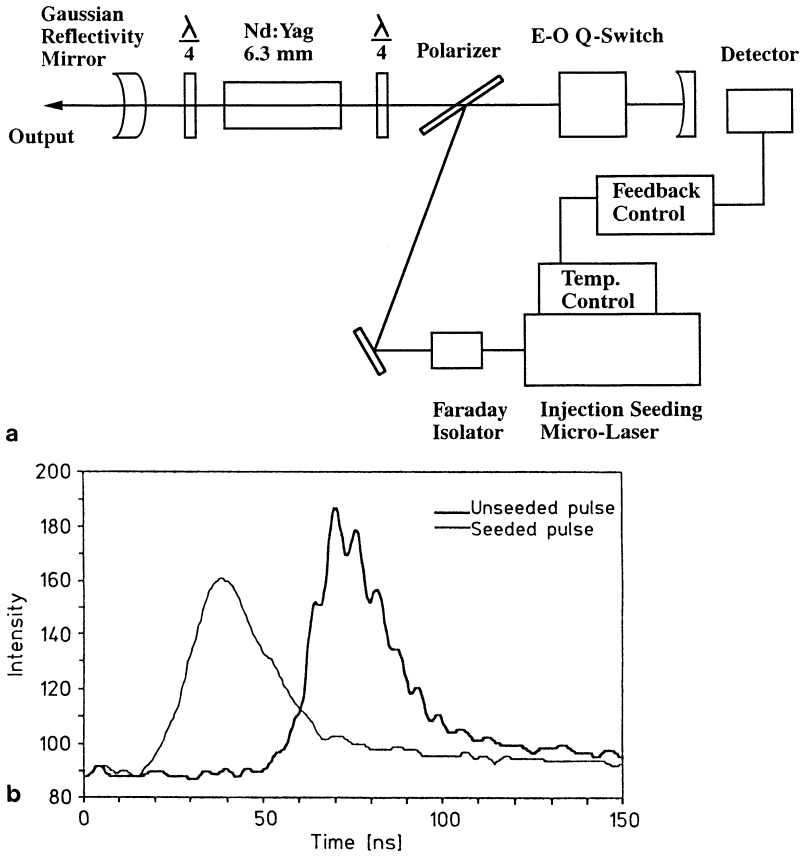 Gaussian
Reflectivity
Mirror
λ
4
Nd:Yag
6.3 mm
λ
4
Polarizer
E-O Q-Switch
Detector
Output
Feedback
Control
Temp.
Control
Faraday
Isolator
Injection Seeding
Micro-Laser
a
200
180
160
140
120
100
80
Intensity
Unseeded pulse
Seeded pulse
b
0
50
100
150
Time [ns]